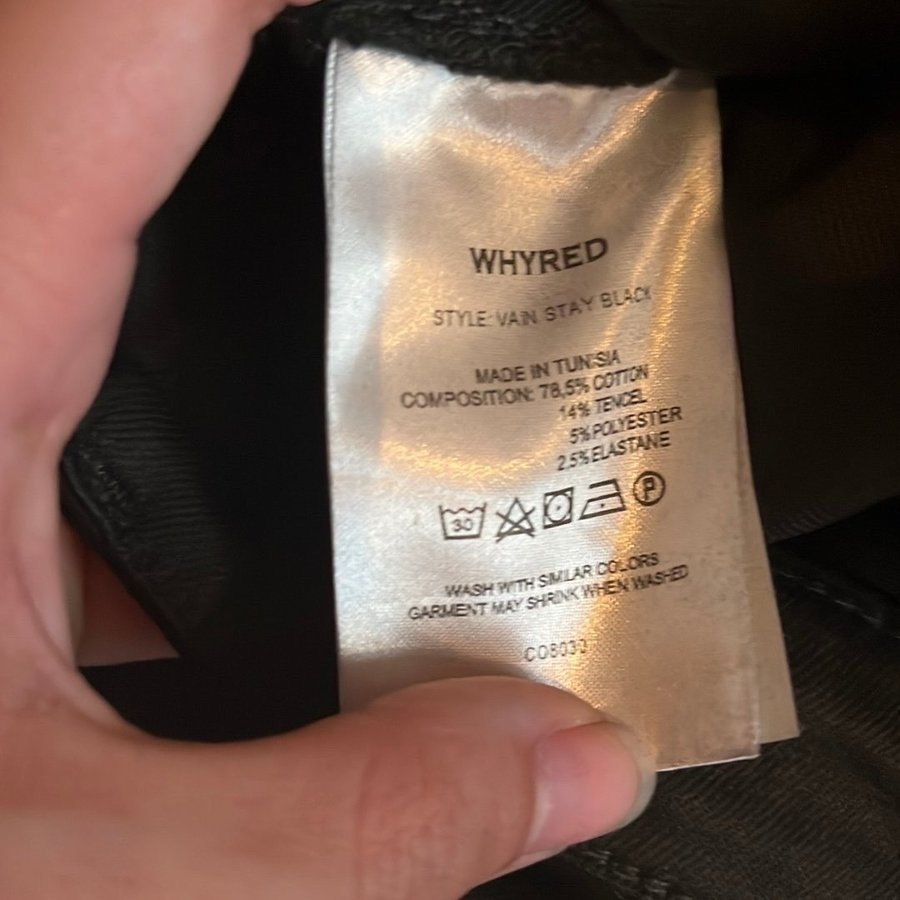 WHYRED
STYLE: VAIN STAY BLACK
MADE IN TUNISIA
COMPOSITION: 78,5% COTTON
14% TENCEL
5% POLYESTER
2.5% ELASTANE
30 P
WASH WITH SIMILAR COLORS
GARMENT MAY SHRINK WHEN WASHED